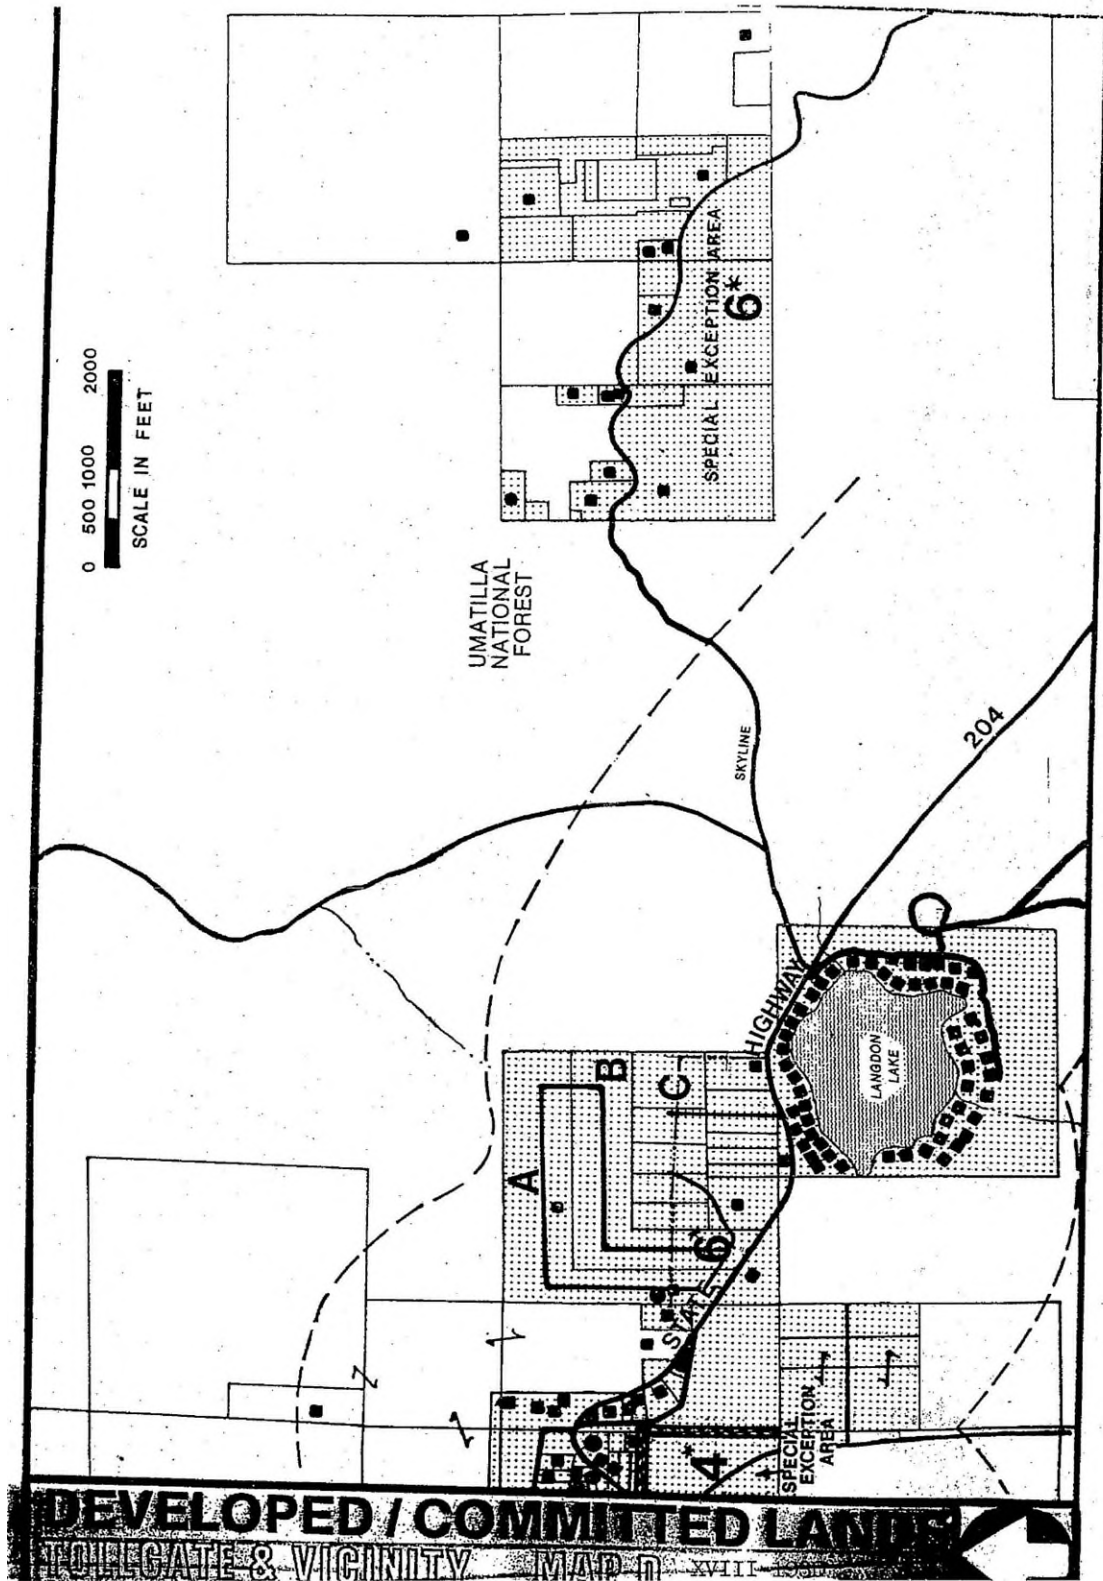 0 500 1000 2000
SCALE IN FEET
UMATILLA
NATIONAL
FOREST
SPECIAL EXCEPTION AREA
6*
SKYLINE
204
HIGHWAY
STATE
A
B
C
6*
LANGDON
LAKE
4*
SPECIAL
EXCEPTION
AREA
DEVELOPED / COMMITTED LANDS
TOLLGATE & VICINITY MAP D XVIII